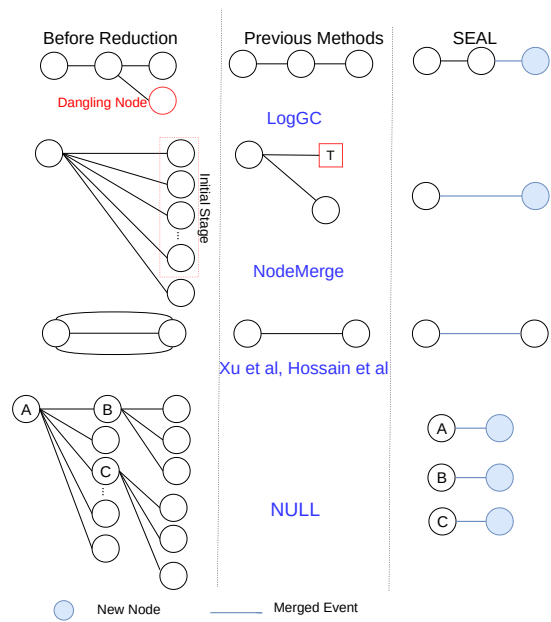 Before Reduction
Previous Methods
SEAL
Dangling Node
LogGC
T
Initial Stage
NodeMerge
Xu et al, Hossain et al
A
B
C
NULL
A
B
C
New Node
Merged Event